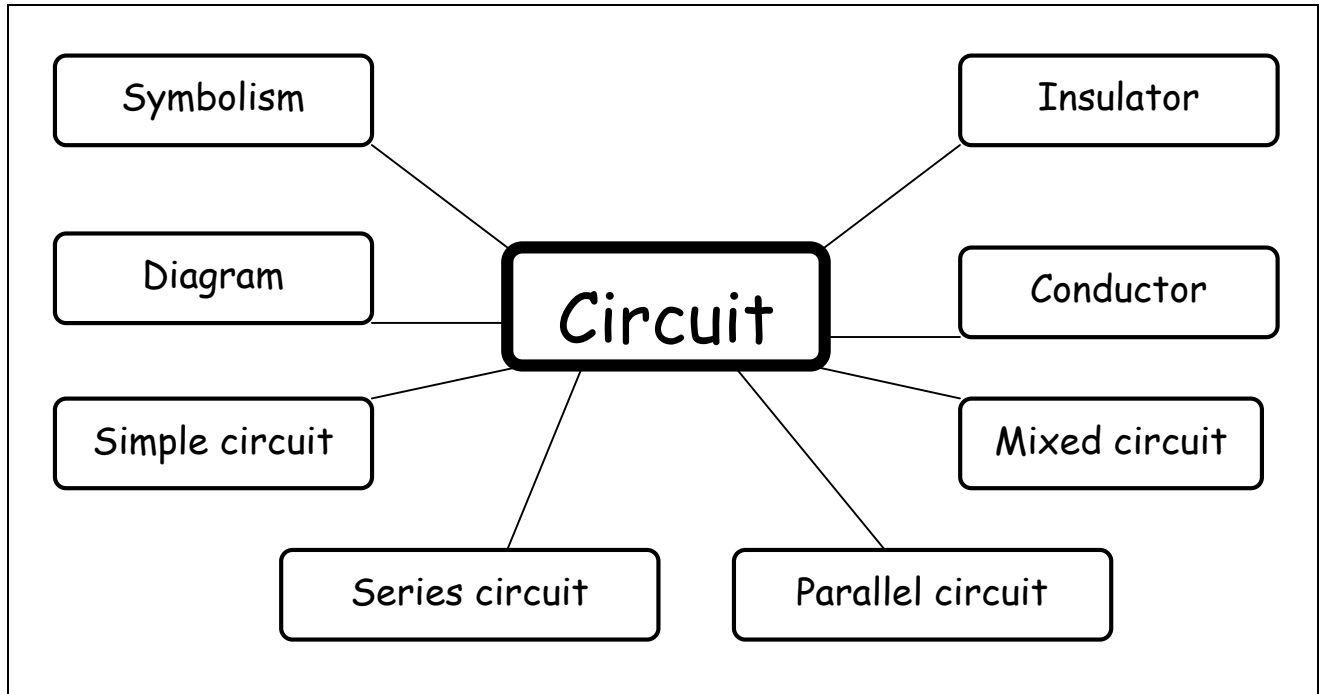 Symbolism
Insulator
Diagram
Conductor
Circuit
Simple circuit
Mixed circuit
Series circuit
Parallel circuit